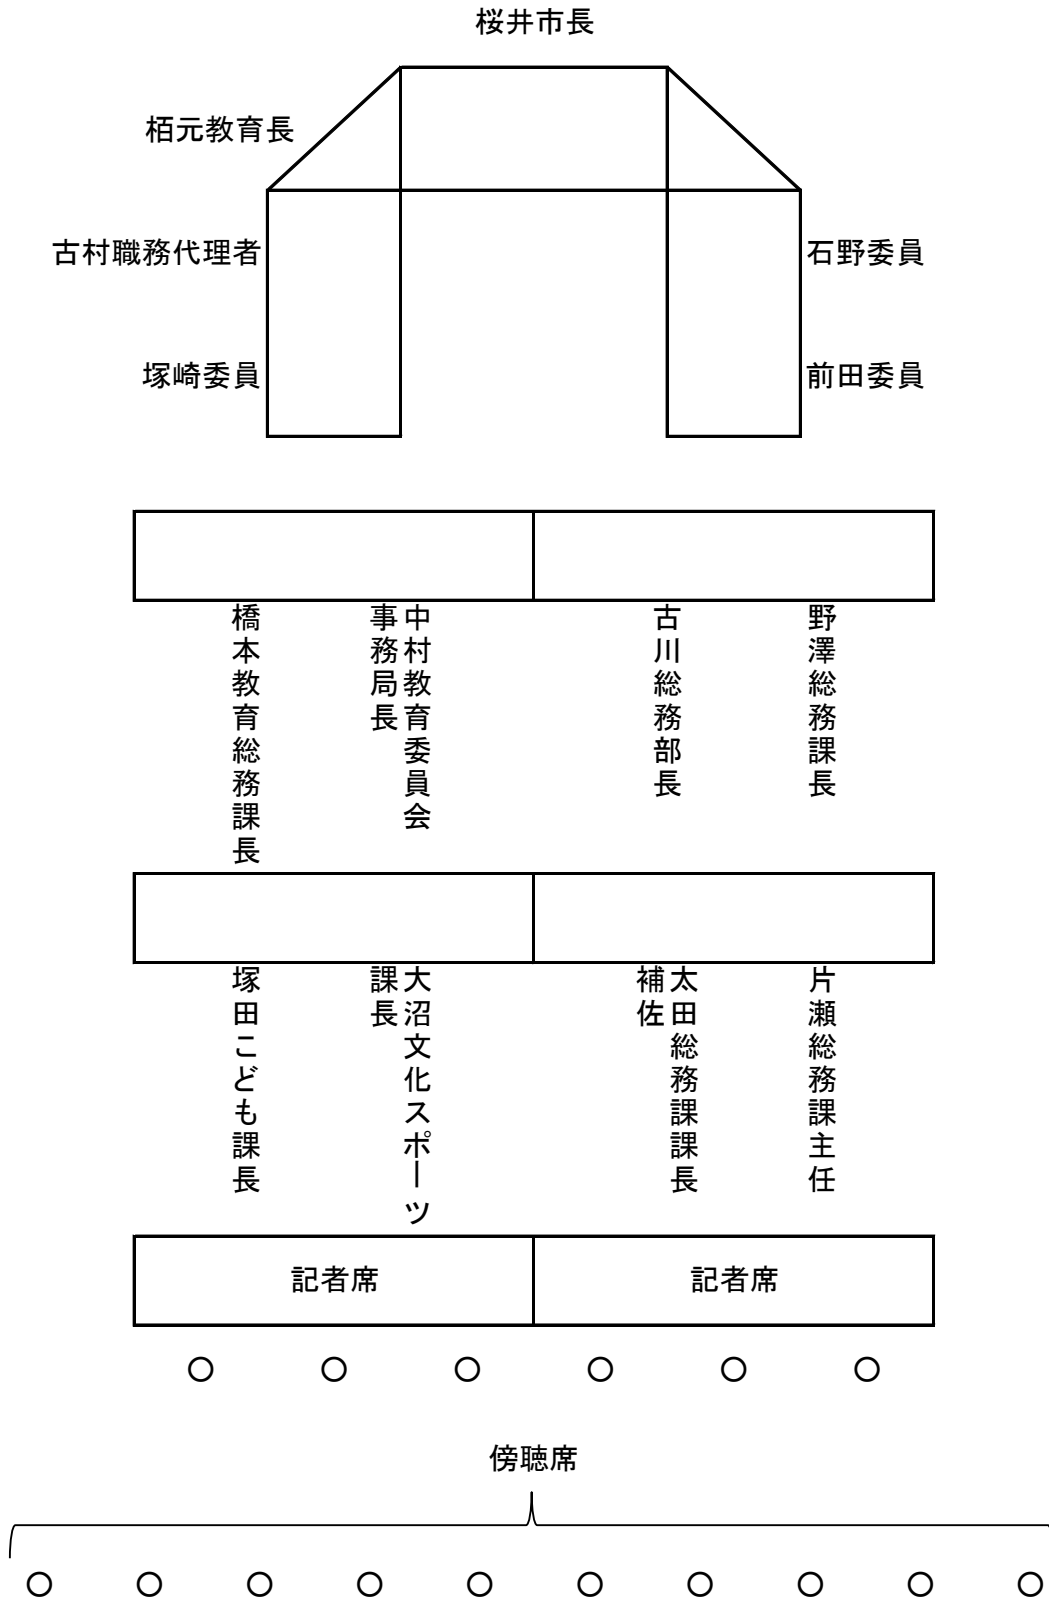 桜井市長
栢元教育長
古村職務代理者
石野委員
塚崎委員
前田委員
橋本教育総務課長
中村教育委員会
事務局長
古川総務部長
野澤総務課長
塚田こども課長
大沼文化スポーツ
課長
太田総務課課長
補佐
片瀬総務課主任
記者席
記者席
○ ○ ○ ○ ○ ○
傍聴席
○ ○ ○ ○ ○ ○ ○ ○ ○ ○